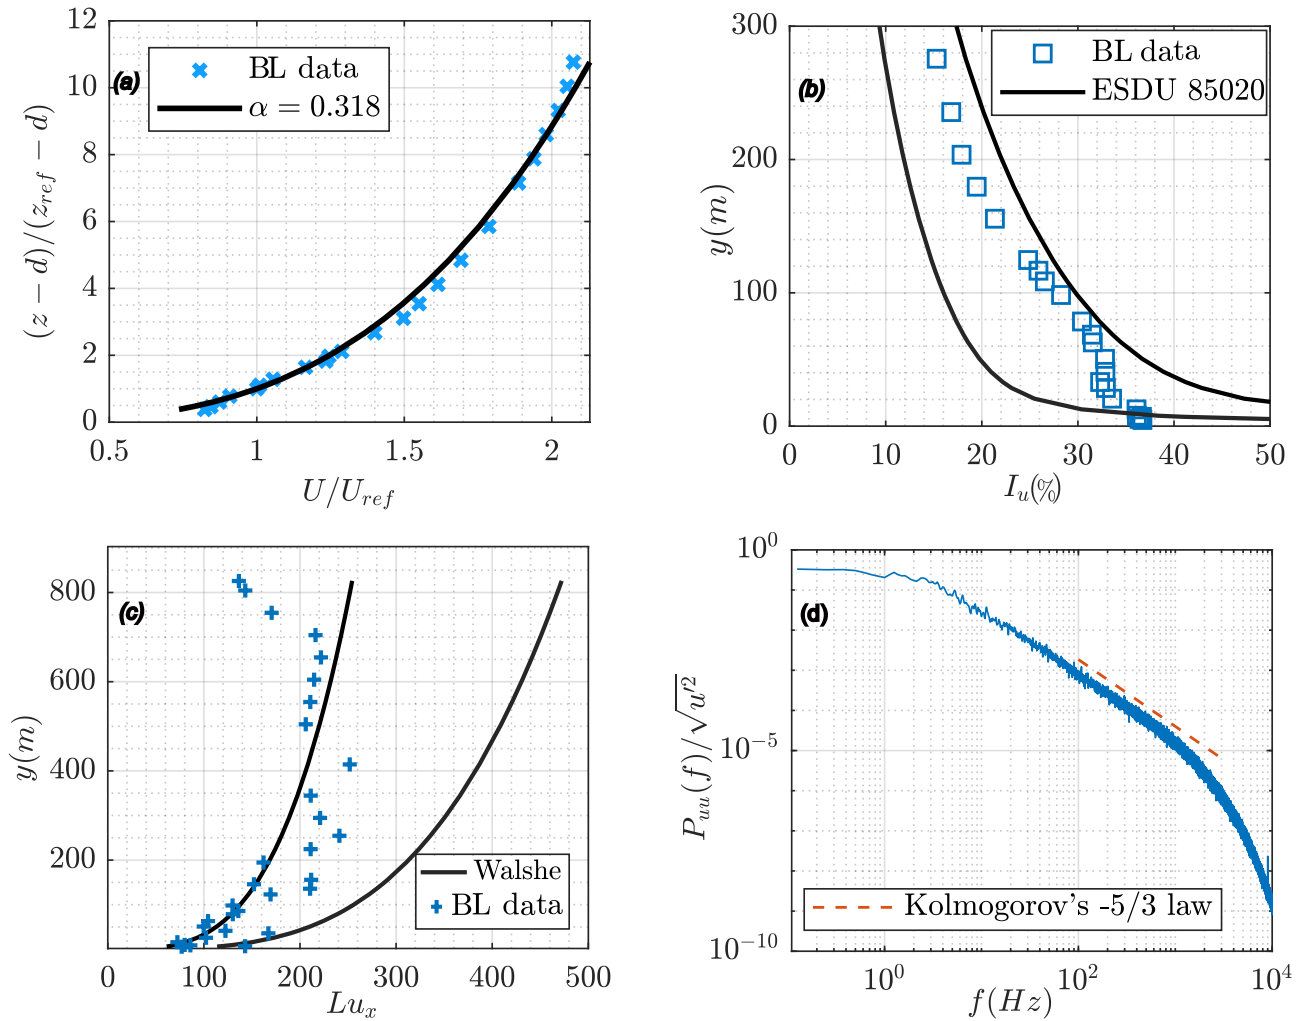 12
10
8
6
4
2
0
0.5
1
1.5
2
(z − d)/(z_ref − d)
U/U_ref
(a)
BL data
α = 0.318
300
200
100
0
0
10
20
30
40
50
y(m)
I_u(%)
(b)
BL data
ESDU 85020
800
600
400
200
0
100
200
300
400
500
y(m)
Lu_x
(c)
Walshe
BL data
10^0
10^−5
10^−10
10^0
10^2
10^4
P_uu(f)/√u′^2
f(Hz)
(d)
Kolmogorov's -5/3 law